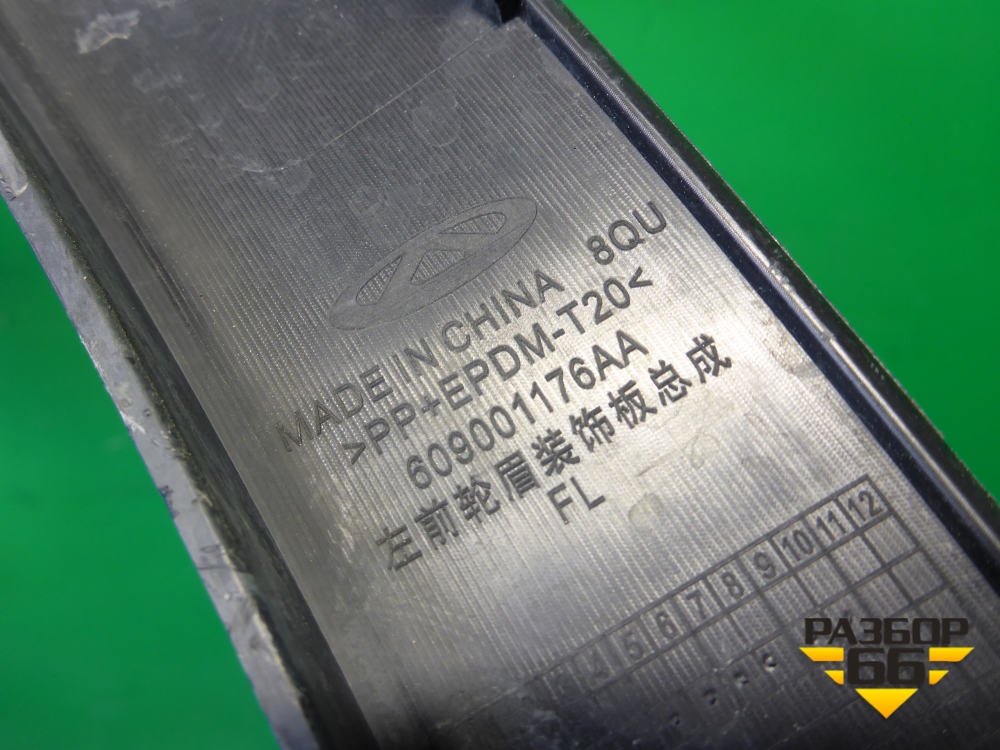 MADE IN CHINA 8QU
>PP+EPDM-T20<
609001176AA
左前轮眉装饰板总成
FL
4 5 6 7 8 9 10 11 12
РАЗБОР
66